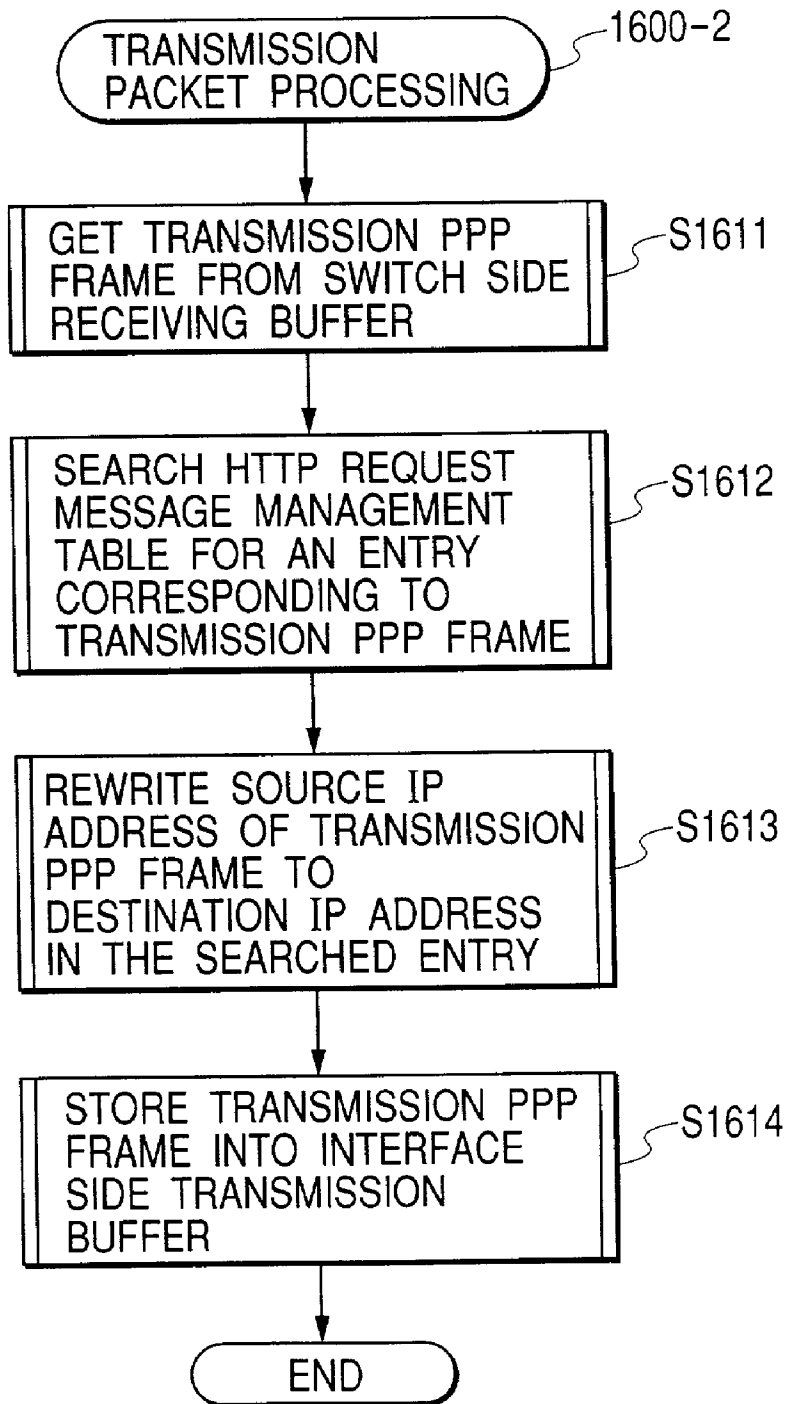 TRANSMISSION
PACKET PROCESSING
1600-2
GET TRANSMISSION PPP
FRAME FROM SWITCH SIDE
RECEIVING BUFFER
S1611
SEARCH HTTP REQUEST
MESSAGE MANAGEMENT
TABLE FOR AN ENTRY
CORRESPONDING TO
TRANSMISSION PPP FRAME
S1612
REWRITE SOURCE IP
ADDRESS OF TRANSMISSION
PPP FRAME TO
DESTINATION IP ADDRESS
IN THE SEARCHED ENTRY
S1613
STORE TRANSMISSION PPP
FRAME INTO INTERFACE
SIDE TRANSMISSION
BUFFER
S1614
END